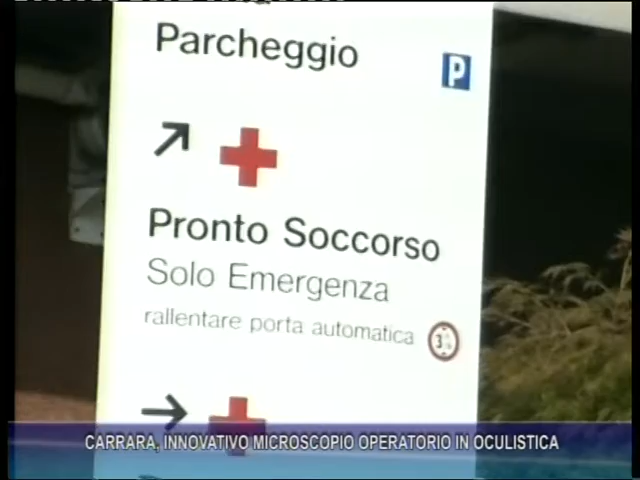 Parcheggio
P
Pronto Soccorso
Solo Emergenza
rallentare porta automatica
CARRARA, INNOVATIVO MICROSCOPIO OPERATORIO IN OCULISTICA